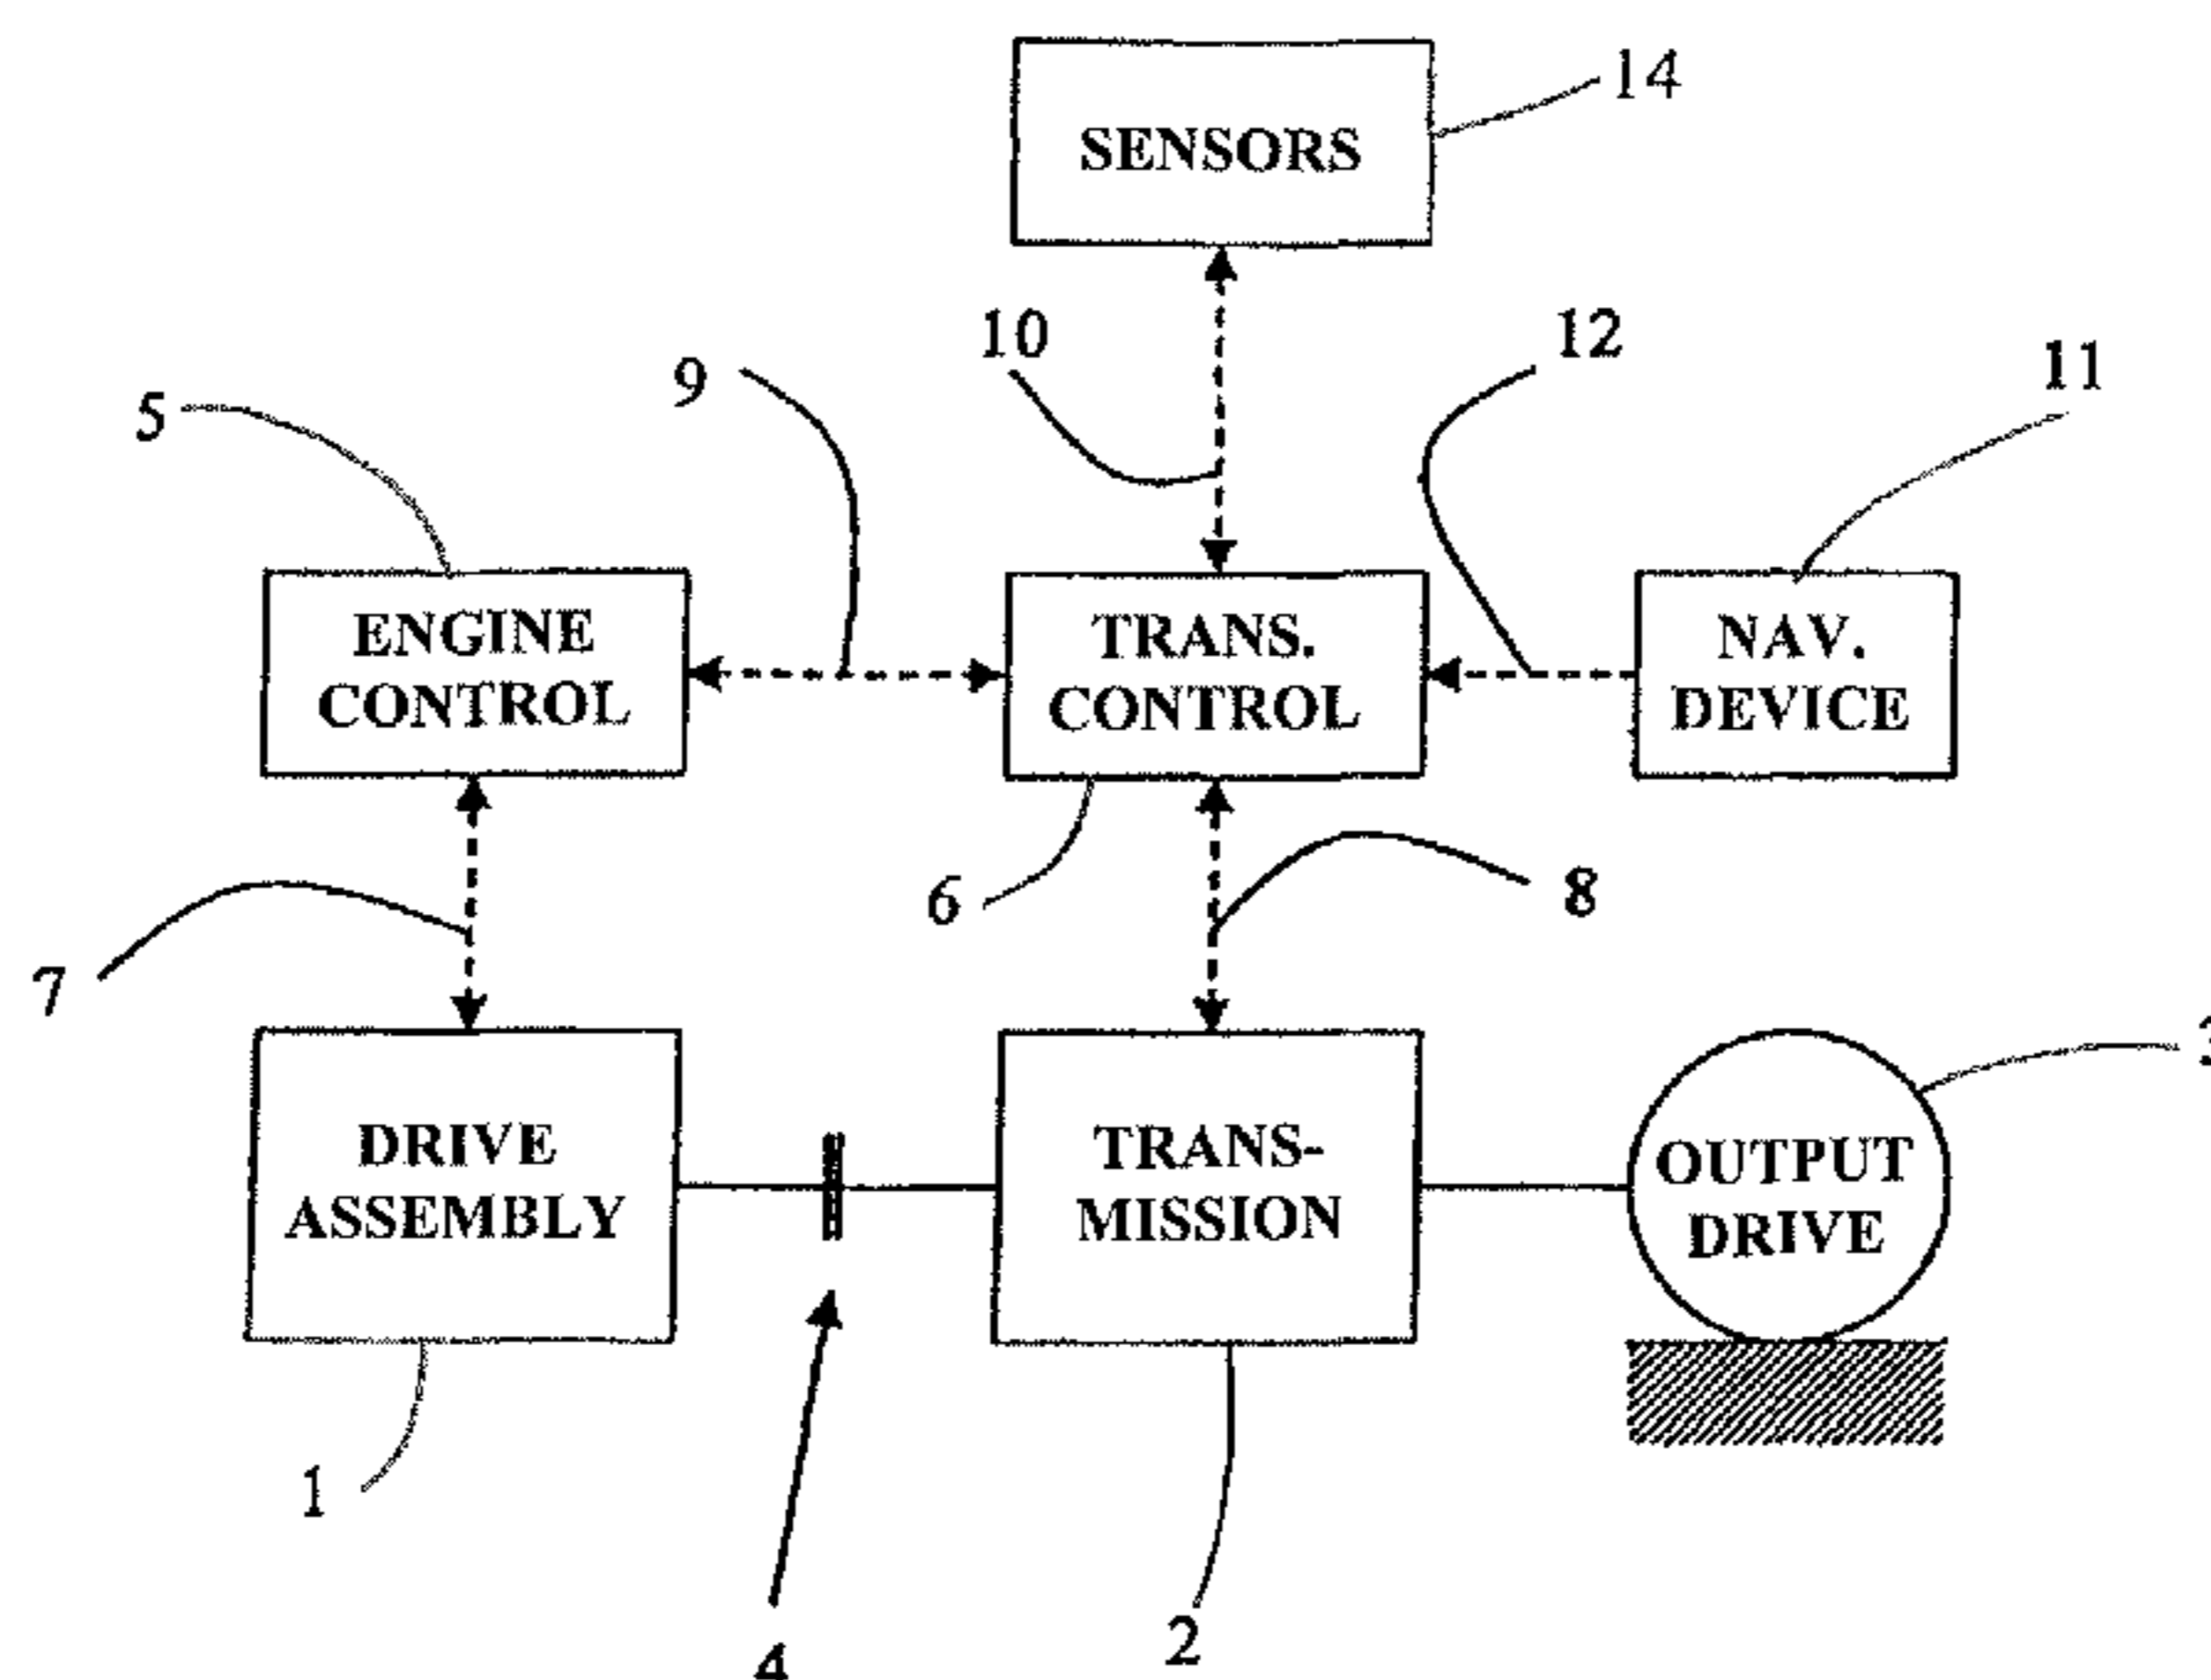 14
SENSORS
10
12
9
11
5
ENGINE
CONTROL
TRANS.
CONTROL
NAV.
DEVICE
6
8
7
3
DRIVE
ASSEMBLY
TRANS-
MISSION
OUTPUT
DRIVE
1
2
4